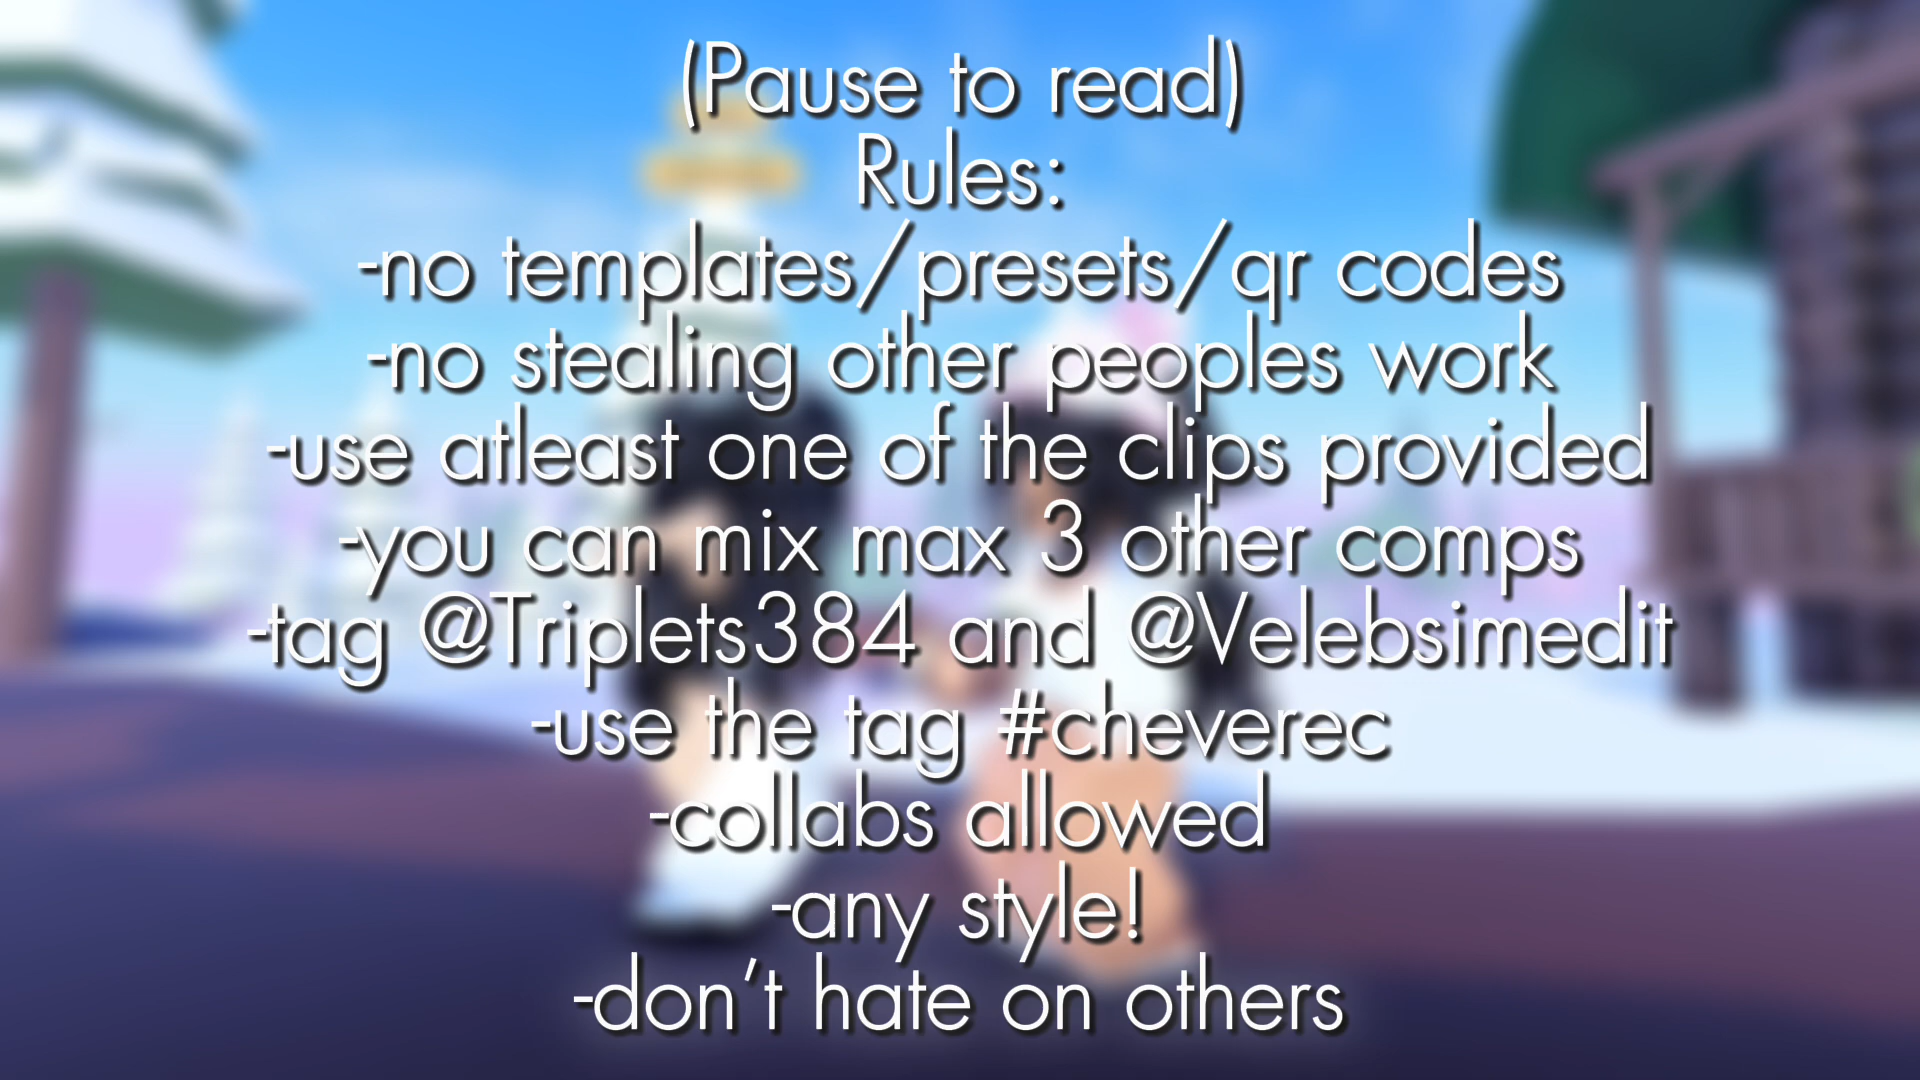 (Pause to read)
Rules:
-no templates/presets/qr codes
-no stealing other peoples work
-use atleast one of the clips provided
-you can mix max 3 other comps
-tag @Triplets384 and @Velebsimedit
-use the tag #cheverec
-collabs allowed
-any style!
-don’t hate on others